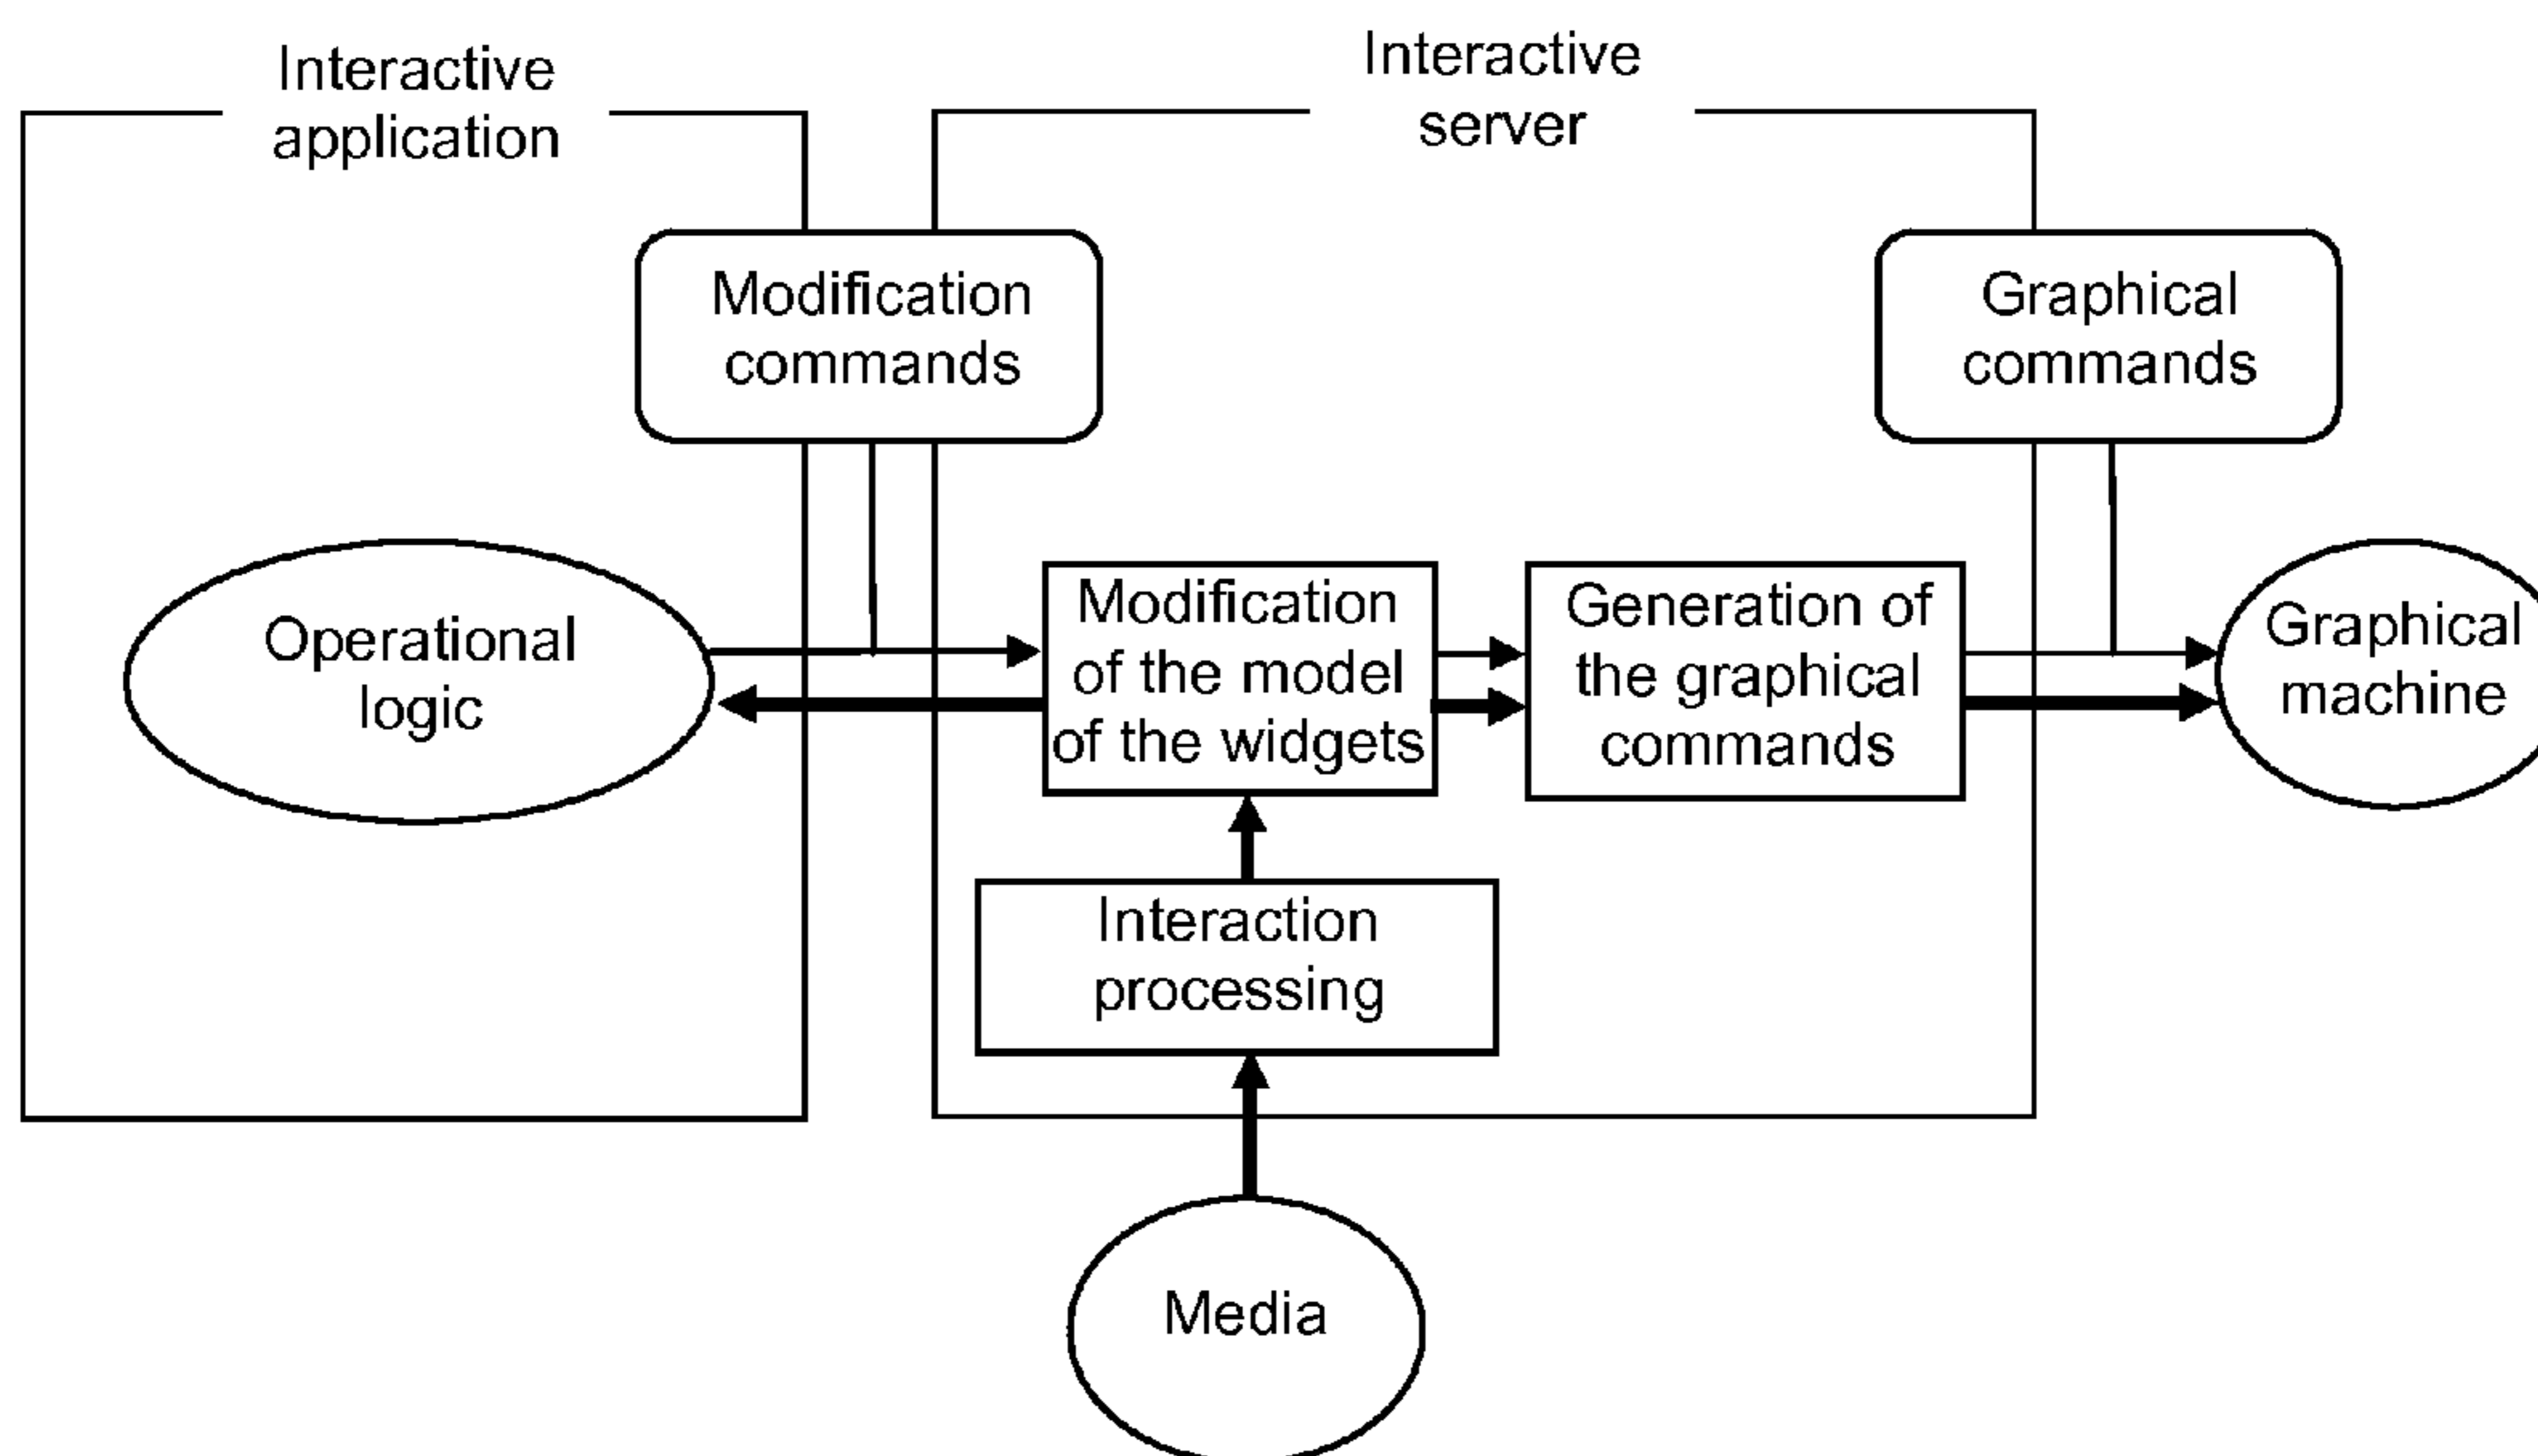 Interactive
application
Interactive
server
Modification
commands
Graphical
commands
Operational
logic
Modification
of the model
of the widgets
Generation of
the graphical
commands
Graphical
machine
Interaction
processing
Media